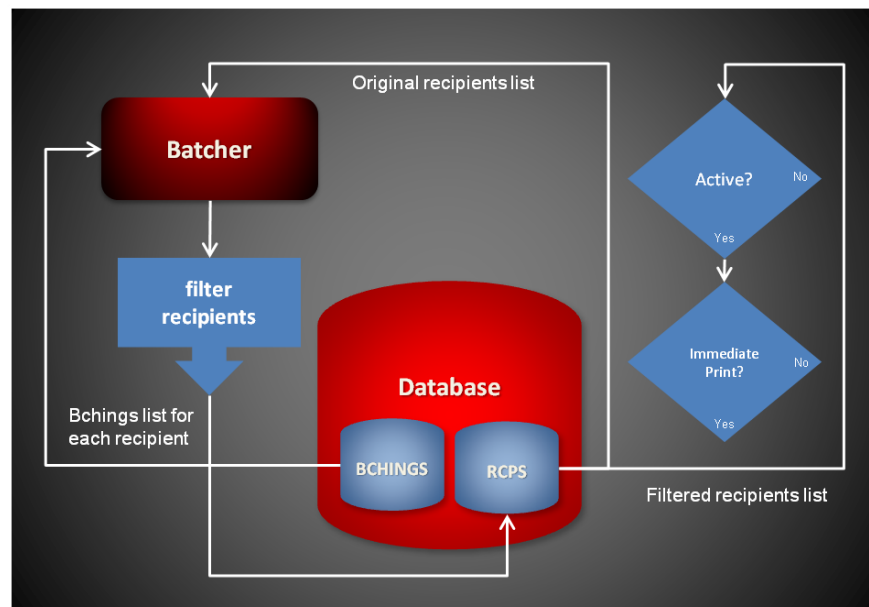 Original recipients list
Batcher
Active?
No
Yes
filter
recipients
Immediate
Print?
No
Yes
Database
Bchings list for
each recipient
BCHINGS
RCPS
Filtered recipients list